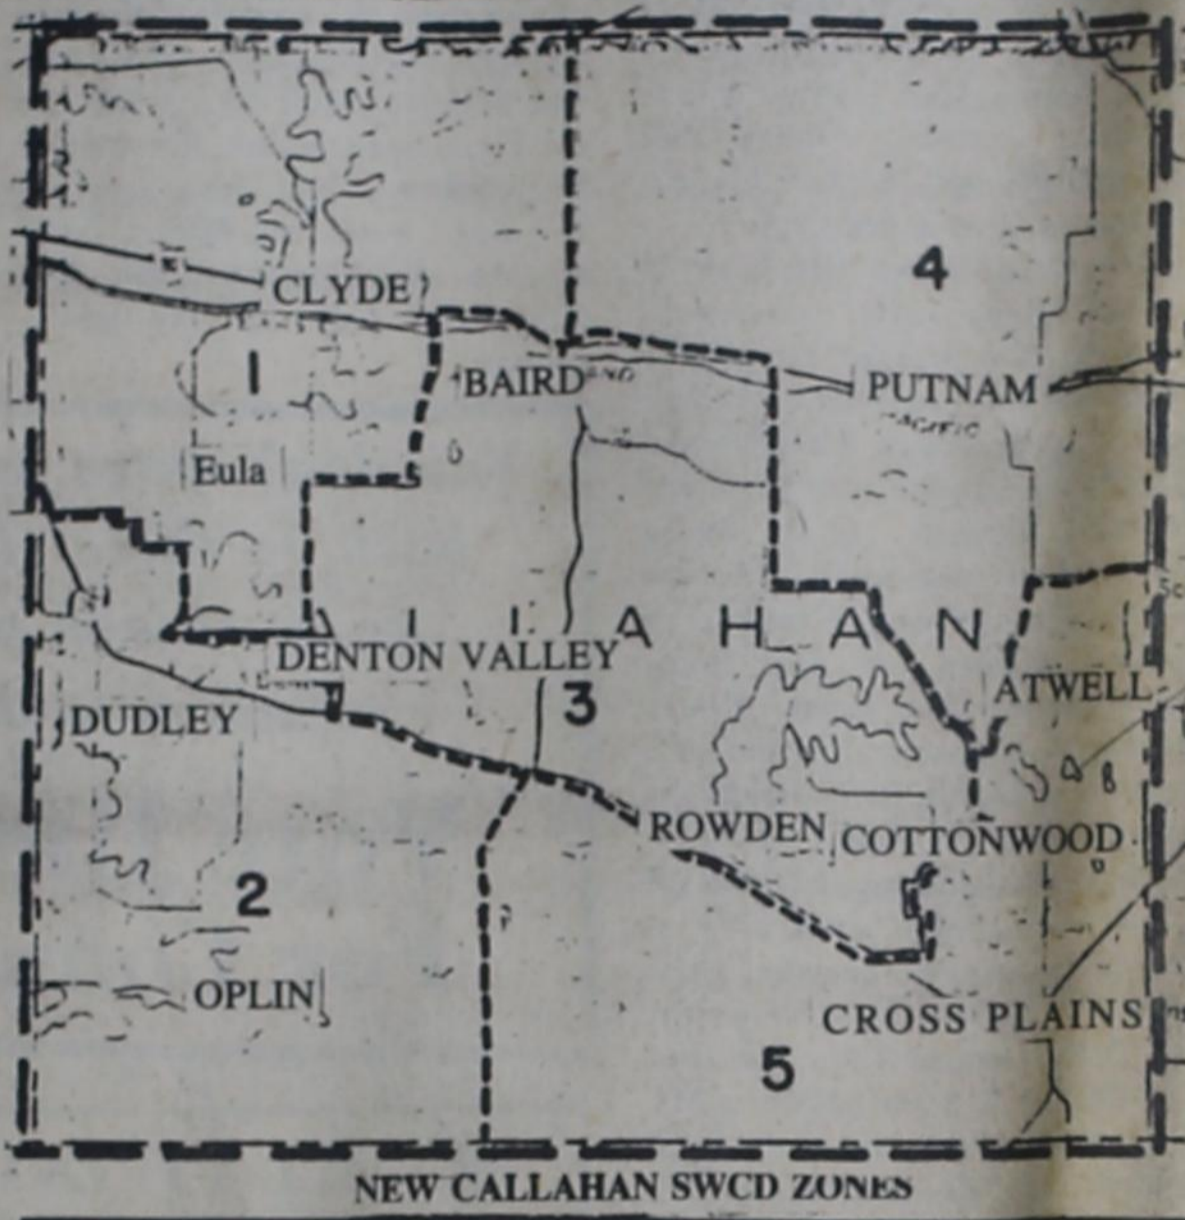 4
CLYDE
1
BAIRD
PUTNAM
PACIFIC
Eula
L L A H A N
DENTON VALLEY
3
ATWELL
DUDLEY
ROWDEN
COTTONWOOD
2
OPLIN
CROSS PLAINS
5
NEW CALLAHAN SWCD ZONES